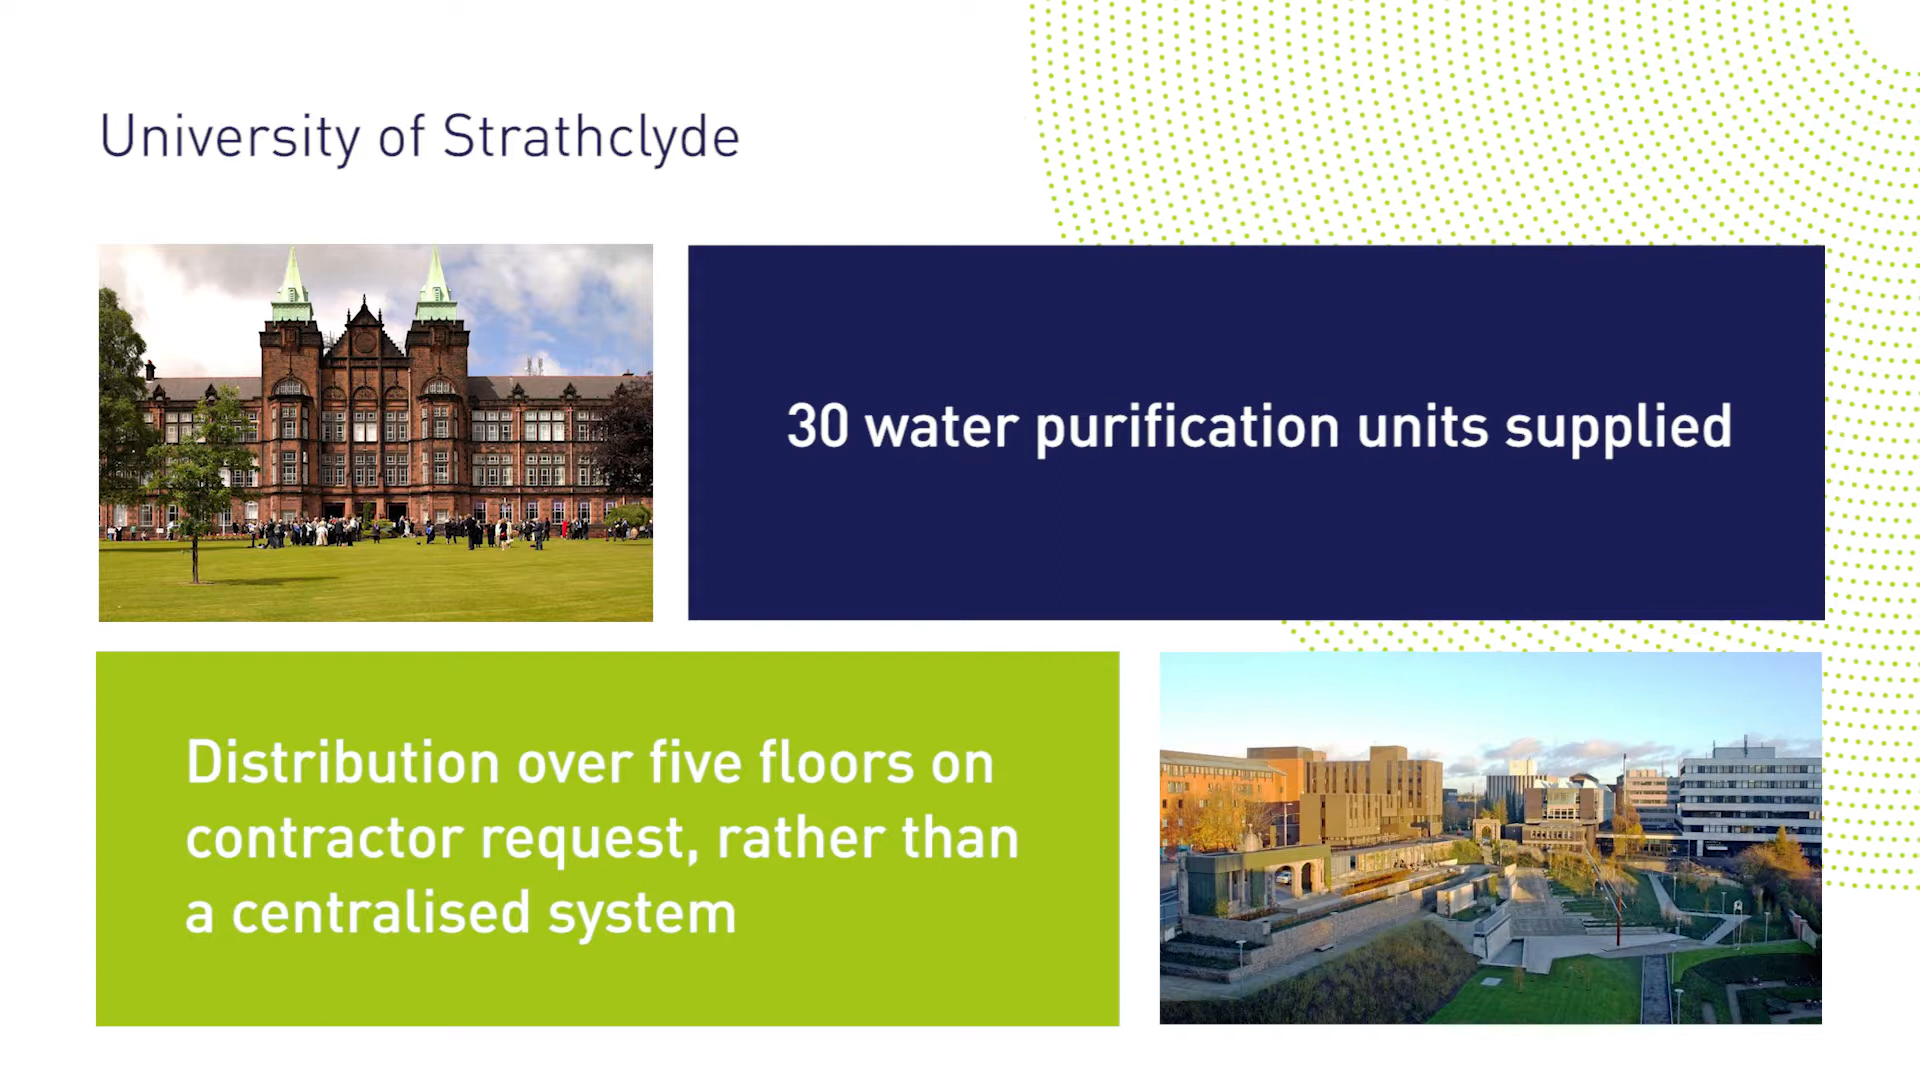 University of Strathclyde
30 water purification units supplied
Distribution over five floors on
contractor request, rather than
a centralised system